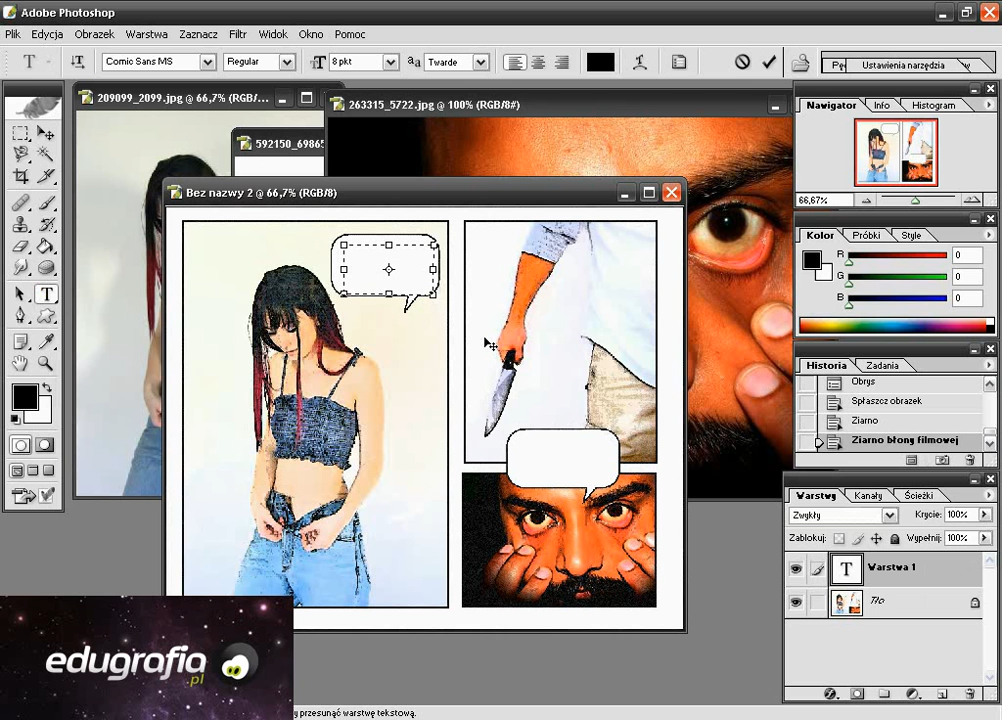 Adobe Photoshop
Plik Edycja Obrazek Warstwa Zaznacz Filtr Widok Okno Pomoc
Comic Sans MS Regular 8 pkt aa Twarde Ustawienia narzędzia
209099_2099.jpg @ 66,7% (RGB/...
263315_5722.jpg @ 100% (RGB/8#)
592150_6986
Bez nazwy 2 @ 66,7% (RGB/8)
Nawigator Info Histogram
66,67%
Kolor Próbki Style
R 0
G 0
B 0
Historia Zadania
Obrys
Spłaszcz obrazek
Ziarno
Ziarno błony filmowej
Warstwy Kanały Ścieżki
Zwykły Krycie: 100%
Zablokuj: Wypełnij: 100%
T Warstwa 1
Tło
edugrafia
.pl
y przesunąć warstwę tekstową.